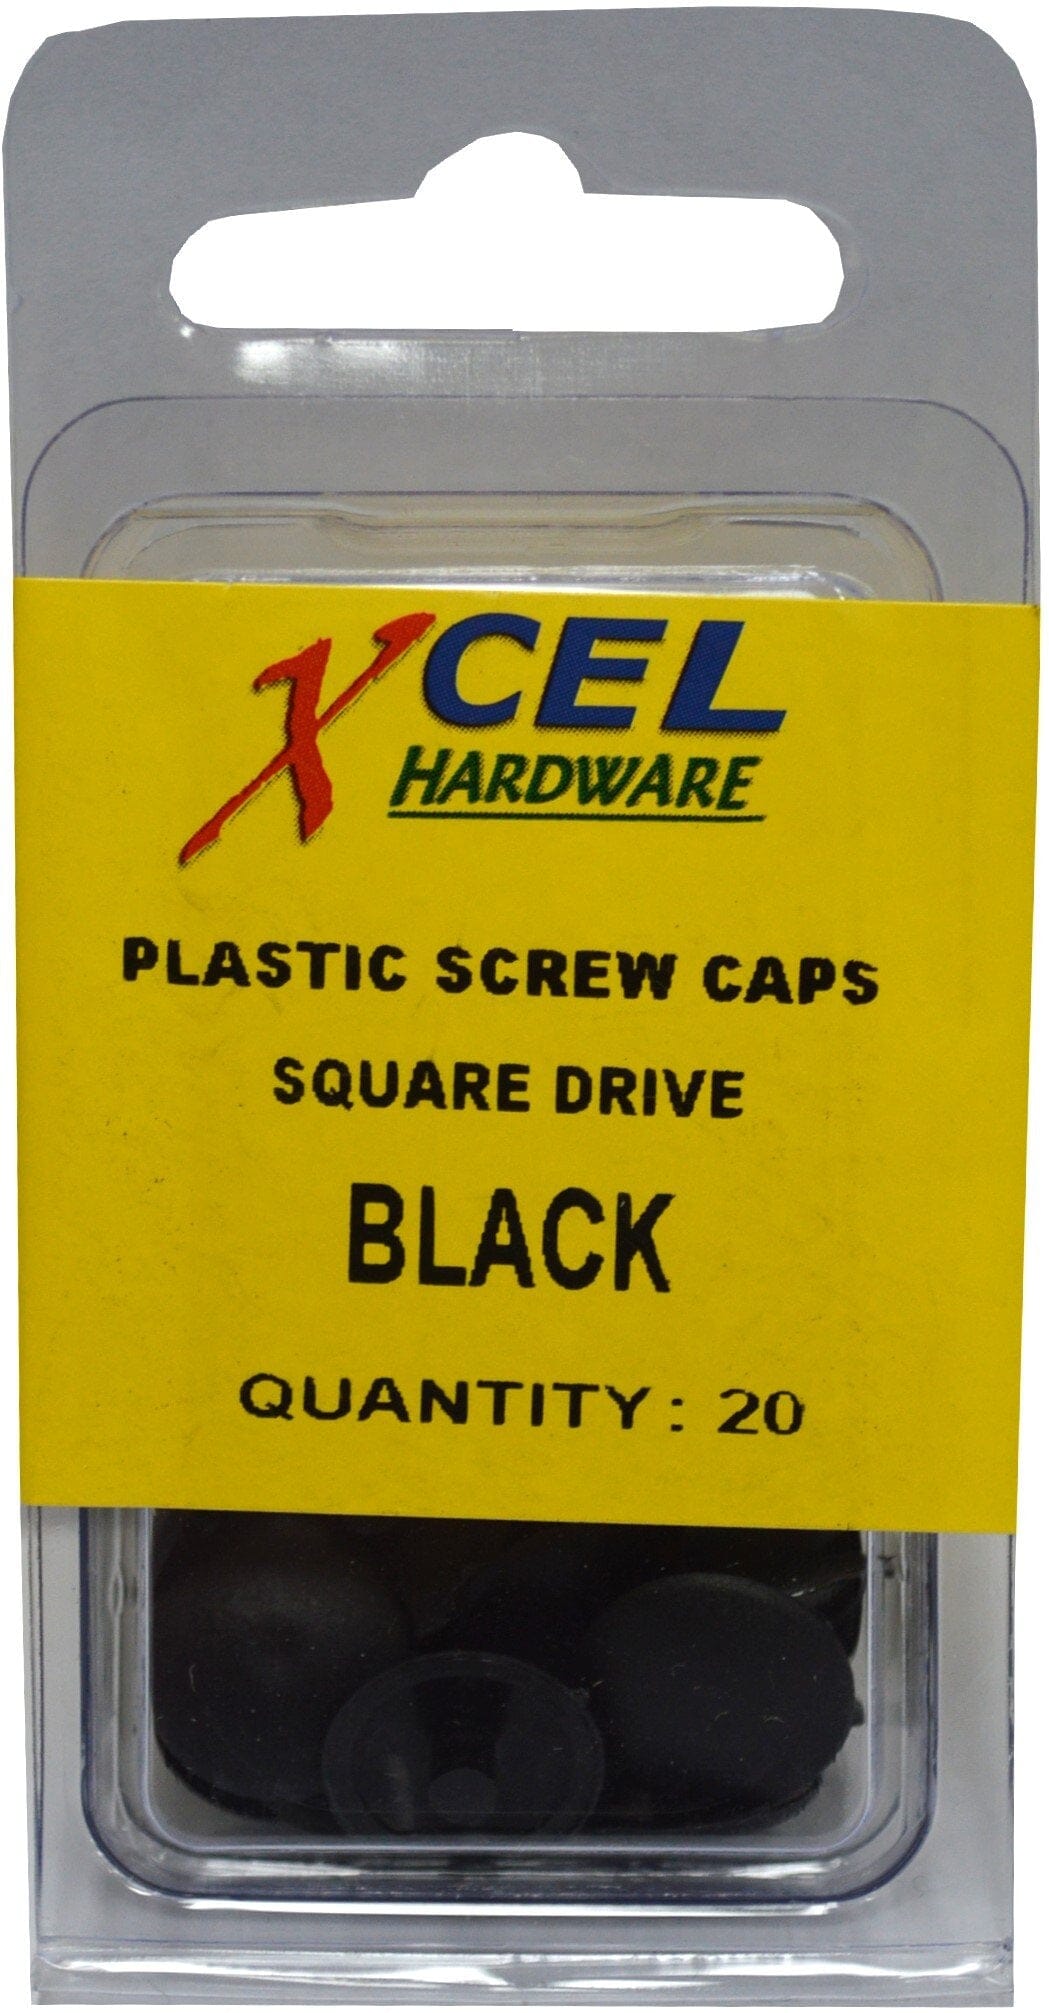 XCEL
HARDWARE
PLASTIC SCREW CAPS
SQUARE DRIVE
BLACK
QUANTITY : 20